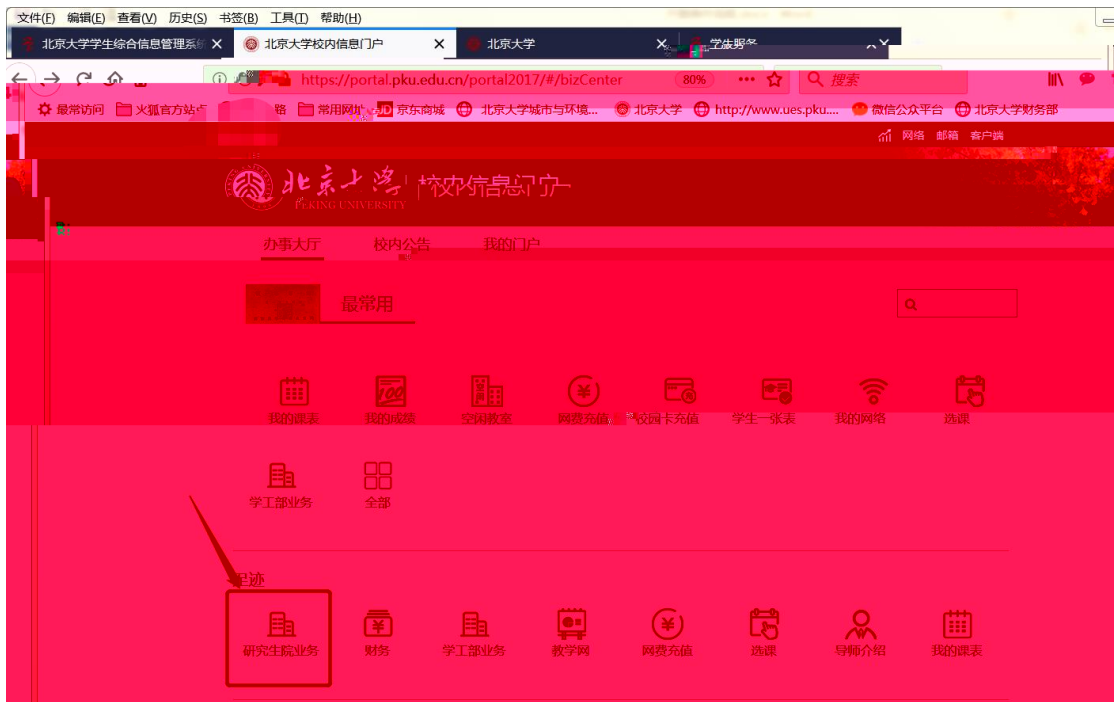 文件(F) 编辑(E) 查看(V) 历史(S) 书签(B) 工具(T) 帮助(H)
北京大学学生综合信息管理系统 × 北京大学校内信息门户 × 北京大学 ×
https://portal.pku.edu.cn/portal2017/#/bizCenter 80% 搜索
最常访问 火狐官方站点 常用网址 JD 京东商城 北京大学城市与环境... 北京大学 http://www.ues.pku.... 微信公众平台 北京大学财务部
网络 邮箱 客户端
北京大学 校内信息门户
PEKING UNIVERSITY
办事大厅 校内公告 我的门户
最常用
我的课表 我的成绩 空闲教室 网费充值 校园卡充值 学生一张表 我的网络 选课
学工部业务 全部
足迹
研究生院业务 财务 学工部业务 教学网 网费充值 选课 导师介绍 我的课表